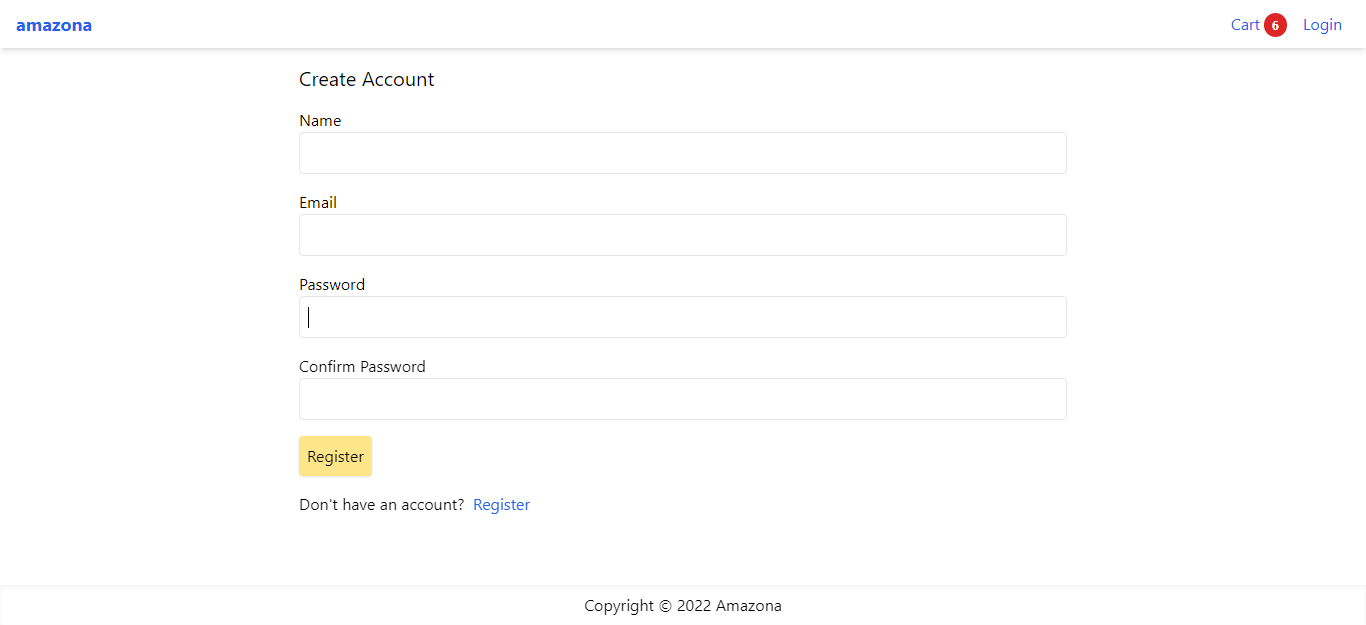 amazona
Cart 6 Login
Create Account
Name
Email
Password
Confirm Password
Register
Don't have an account? Register
Copyright © 2022 Amazona